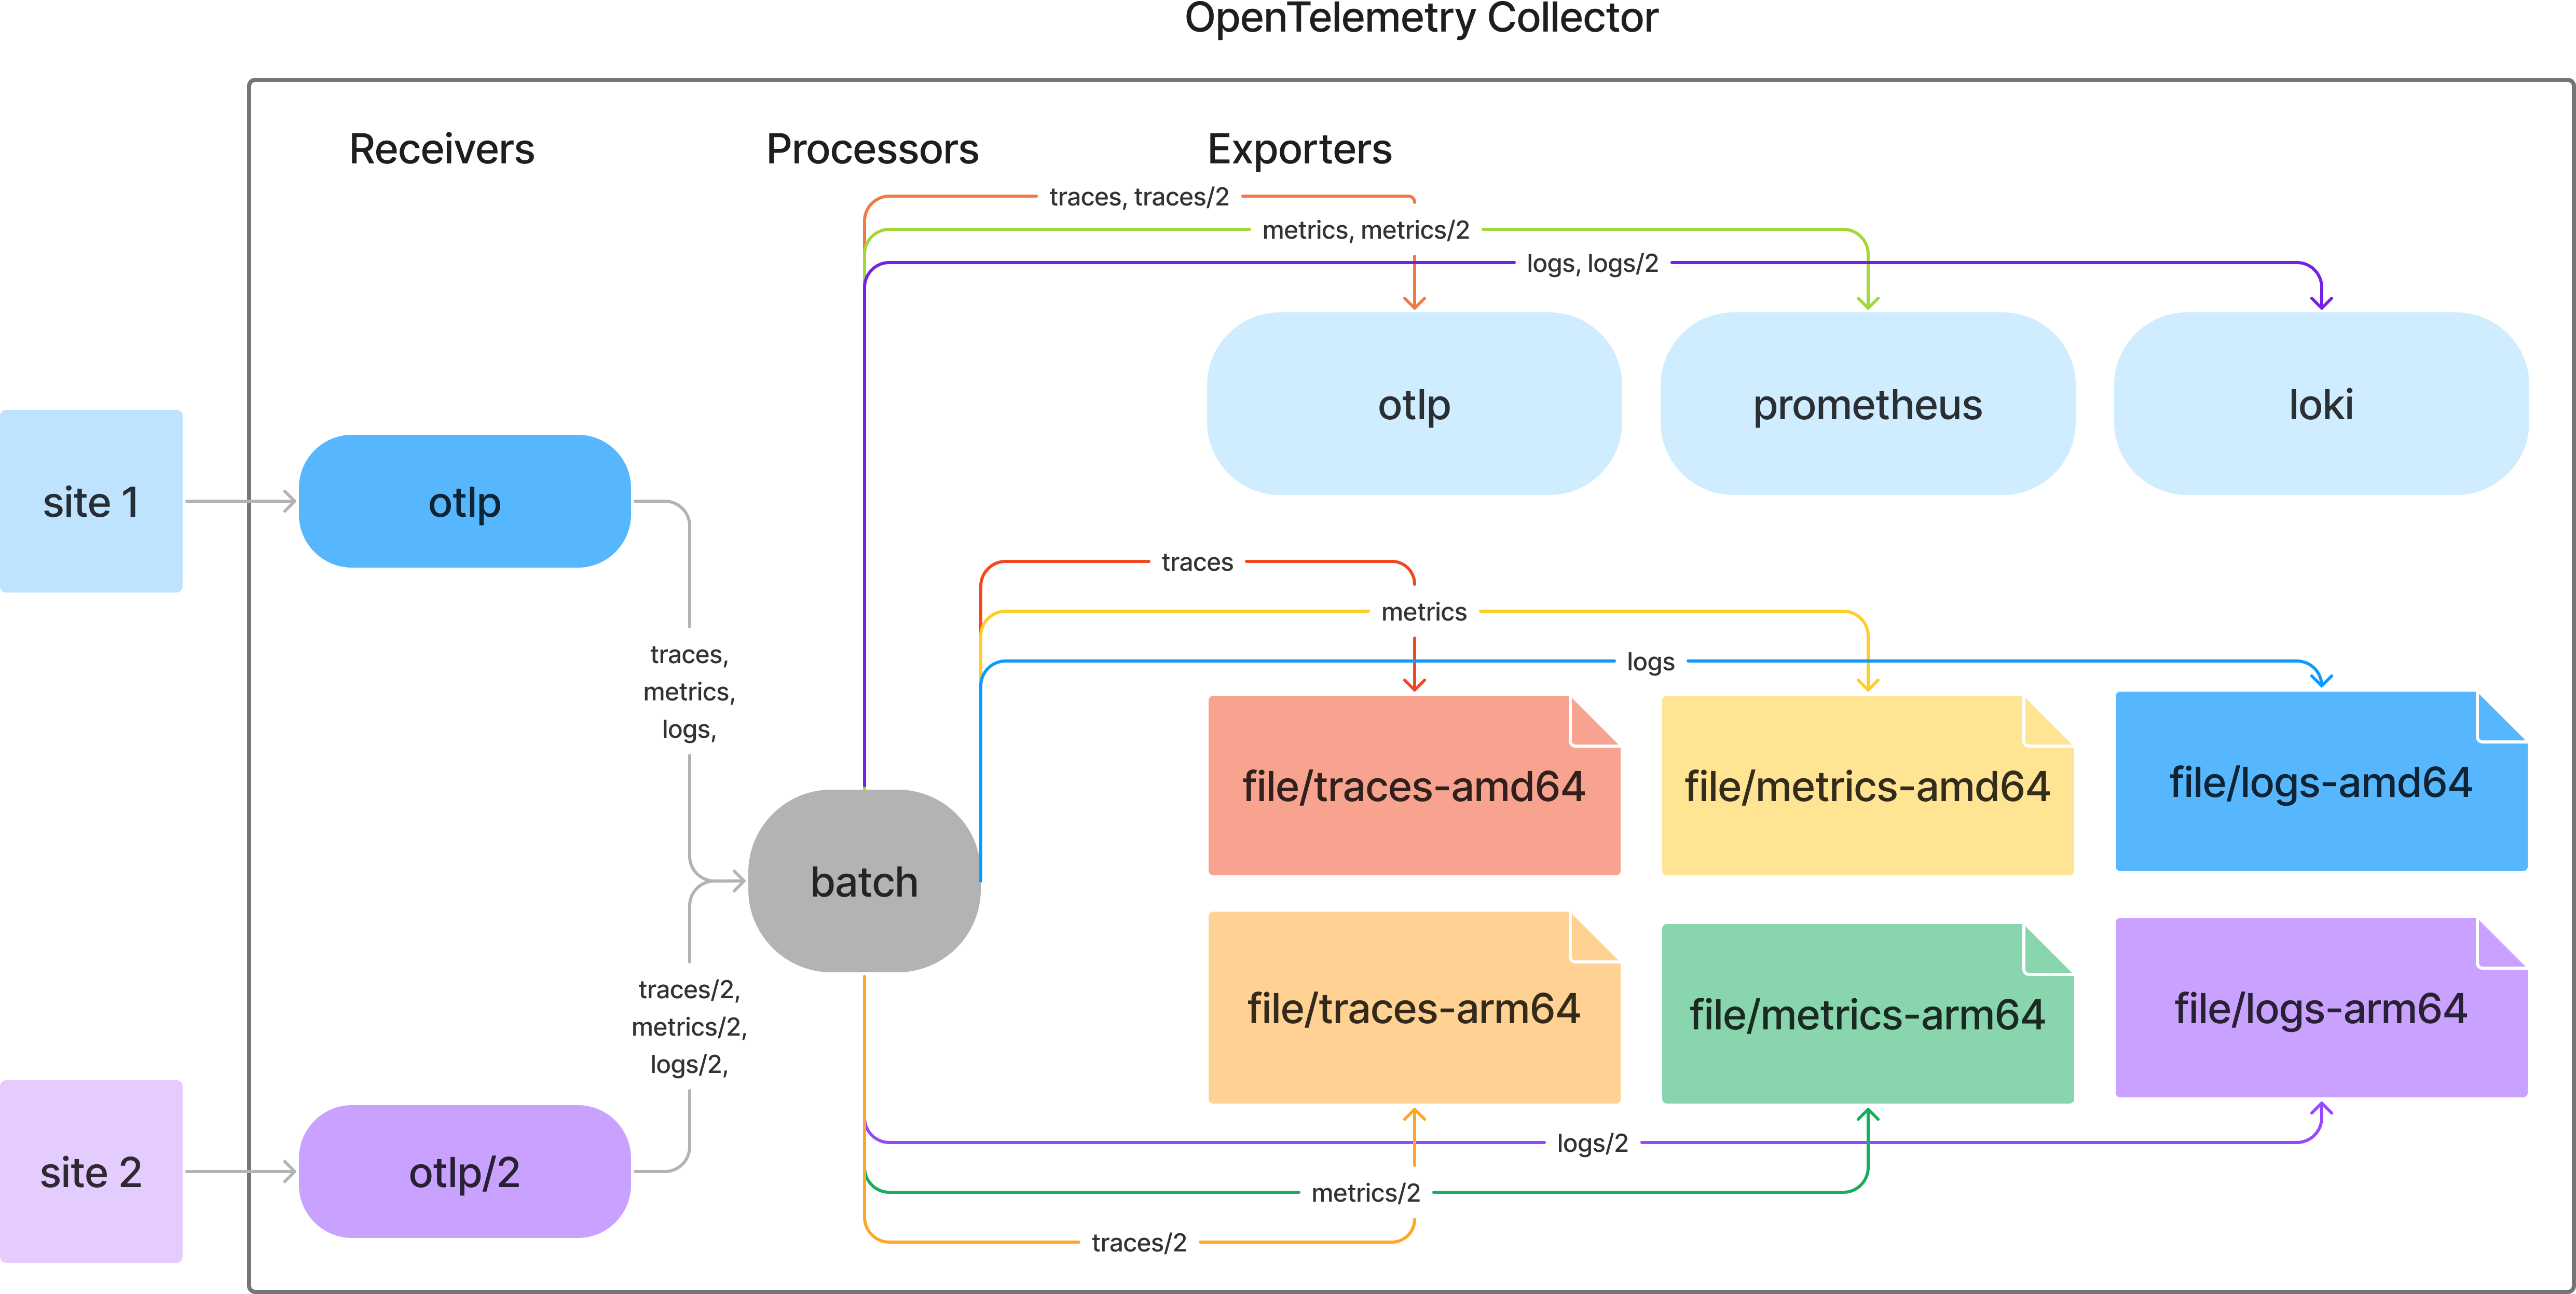 OpenTelemetry Collector
Receivers
Processors
Exporters
traces, traces/2
metrics, metrics/2
logs, logs/2
otlp
prometheus
loki
site 1
otlp
traces
metrics
logs
traces,
metrics,
logs,
file/traces-amd64
file/metrics-amd64
file/logs-amd64
batch
traces/2,
metrics/2,
logs/2,
file/traces-arm64
file/metrics-arm64
file/logs-arm64
site 2
otlp/2
logs/2
metrics/2
traces/2